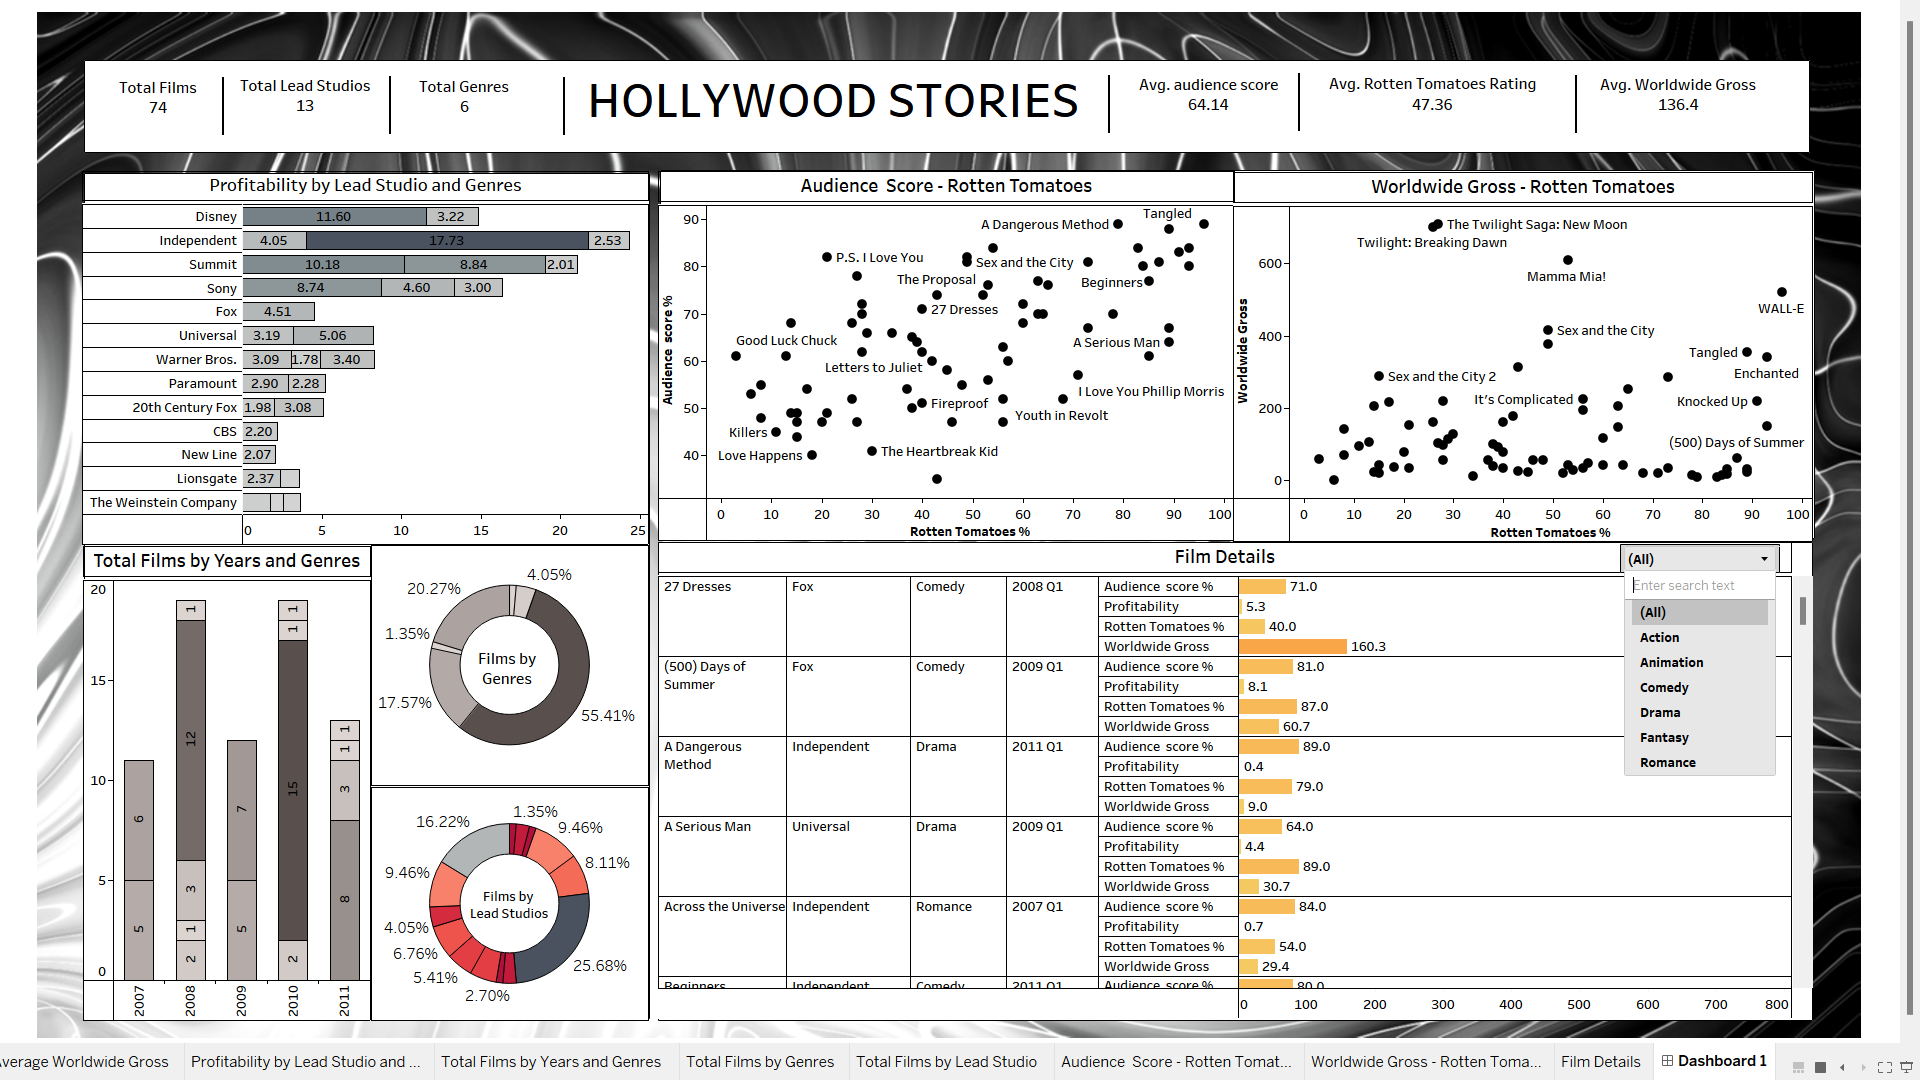 Total Films
74
Total Lead Studios
13
Total Genres
6
HOLLYWOOD STORIES
Avg. audience score
64.14
Avg. Rotten Tomatoes Rating
47.36
Avg. Worldwide Gross
136.4
Profitability by Lead Studio and Genres
Disney 11.60 3.22
Independent 4.05 17.73 2.53
Summit 10.18 8.84 2.01
Sony 8.74 4.60 3.00
Fox 4.51
Universal 3.19 5.06
Warner Bros. 3.09 1.78 3.40
Paramount 2.90 2.28
20th Century Fox 1.98 3.08
CBS 2.20
New Line 2.07
Lionsgate 2.37
The Weinstein Company
0 5 10 15 20 25
Audience Score - Rotten Tomatoes
Audience score %
90
80
70
60
50
40
Tangled
A Dangerous Method
P.S. I Love You
Sex and the City
The Proposal
Beginners
27 Dresses
Good Luck Chuck
A Serious Man
Letters to Juliet
I Love You Phillip Morris
Fireproof
Youth in Revolt
Killers
Love Happens
The Heartbreak Kid
0 10 20 30 40 50 60 70 80 90 100
Rotten Tomatoes %
Worldwide Gross - Rotten Tomatoes
Worldwide Gross
600
400
200
0
The Twilight Saga: New Moon
Twilight: Breaking Dawn
Mamma Mia!
WALL-E
Sex and the City
Tangled
Enchanted
Sex and the City 2
It's Complicated
Knocked Up
(500) Days of Summer
0 10 20 30 40 50 60 70 80 90 100
Rotten Tomatoes %
Total Films by Years and Genres
20
15
10
5
0
6
5
1
12
3
1
2
7
5
1
1
15
2
1
1
3
8
2007 2008 2009 2010 2011
4.05%
20.27%
1.35%
17.57%
55.41%
Films by
Genres
1.35%
16.22%
9.46%
8.11%
9.46%
4.05%
6.76%
5.41%
2.70%
25.68%
Films by
Lead Studios
Film Details
(All)
Enter search text
(All)
Action
Animation
Comedy
Drama
Fantasy
Romance
27 Dresses Fox Comedy 2008 Q1 Audience score % 71.0
Profitability 5.3
Rotten Tomatoes % 40.0
Worldwide Gross 160.3
(500) Days of Fox Comedy 2009 Q1 Audience score % 81.0
Summer Profitability 8.1
Rotten Tomatoes % 87.0
Worldwide Gross 60.7
A Dangerous Independent Drama 2011 Q1 Audience score % 89.0
Method Profitability 0.4
Rotten Tomatoes % 79.0
Worldwide Gross 9.0
A Serious Man Universal Drama 2009 Q1 Audience score % 64.0
Profitability 4.4
Rotten Tomatoes % 89.0
Worldwide Gross 30.7
Across the Universe Independent Romance 2007 Q1 Audience score % 84.0
Profitability 0.7
Rotten Tomatoes % 54.0
Worldwide Gross 29.4
Beginners Independent Comedy 2011 Q1 Audience score % 80.0
0 100 200 300 400 500 600 700 800
Average Worldwide Gross Profitability by Lead Studio and ... Total Films by Years and Genres Total Films by Genres Total Films by Lead Studio Audience Score - Rotten Tomat... Worldwide Gross - Rotten Toma... Film Details Dashboard 1